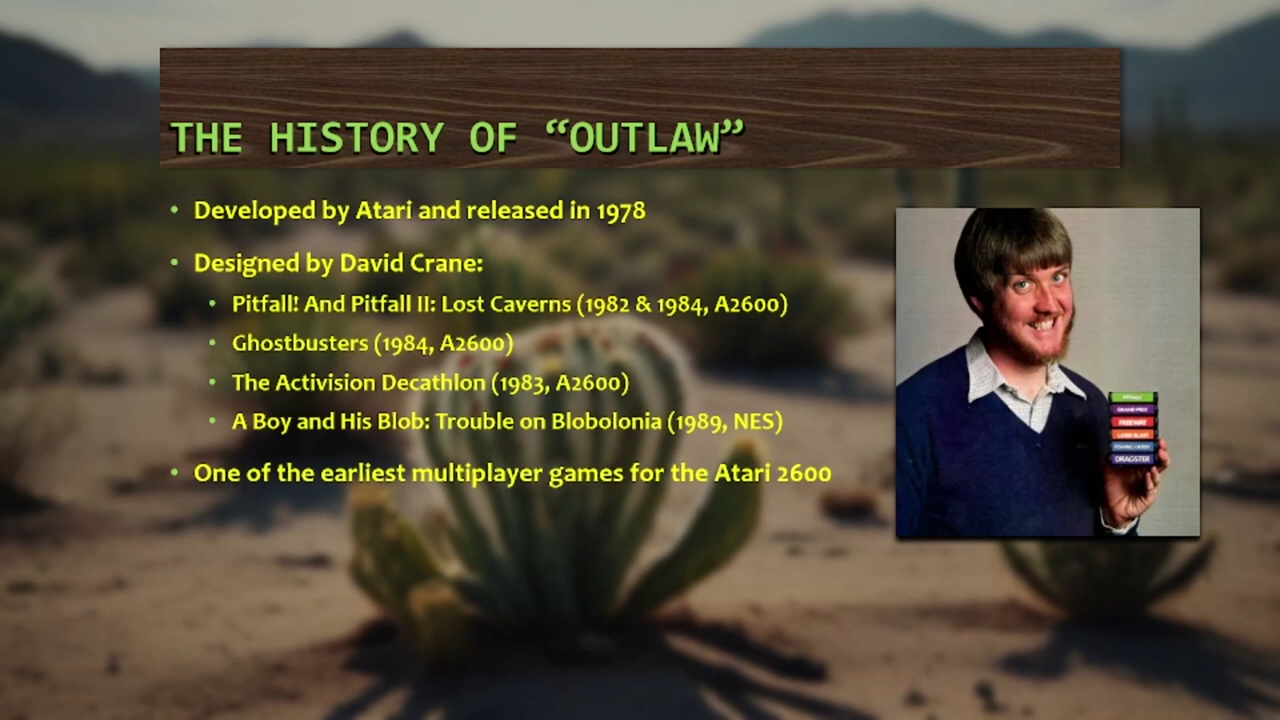 THE HISTORY OF “OUTLAW”
• Developed by Atari and released in 1978
• Designed by David Crane:
• Pitfall! And Pitfall II: Lost Caverns (1982 & 1984, A2600)
• Ghostbusters (1984, A2600)
• The Activision Decathlon (1983, A2600)
• A Boy and His Blob: Trouble on Blobolonia (1989, NES)
• One of the earliest multiplayer games for the Atari 2600
PITFALL!
GRAND PRIX
FREEWAY
LASER BLAST
FISHING DERBY
DRAGSTER